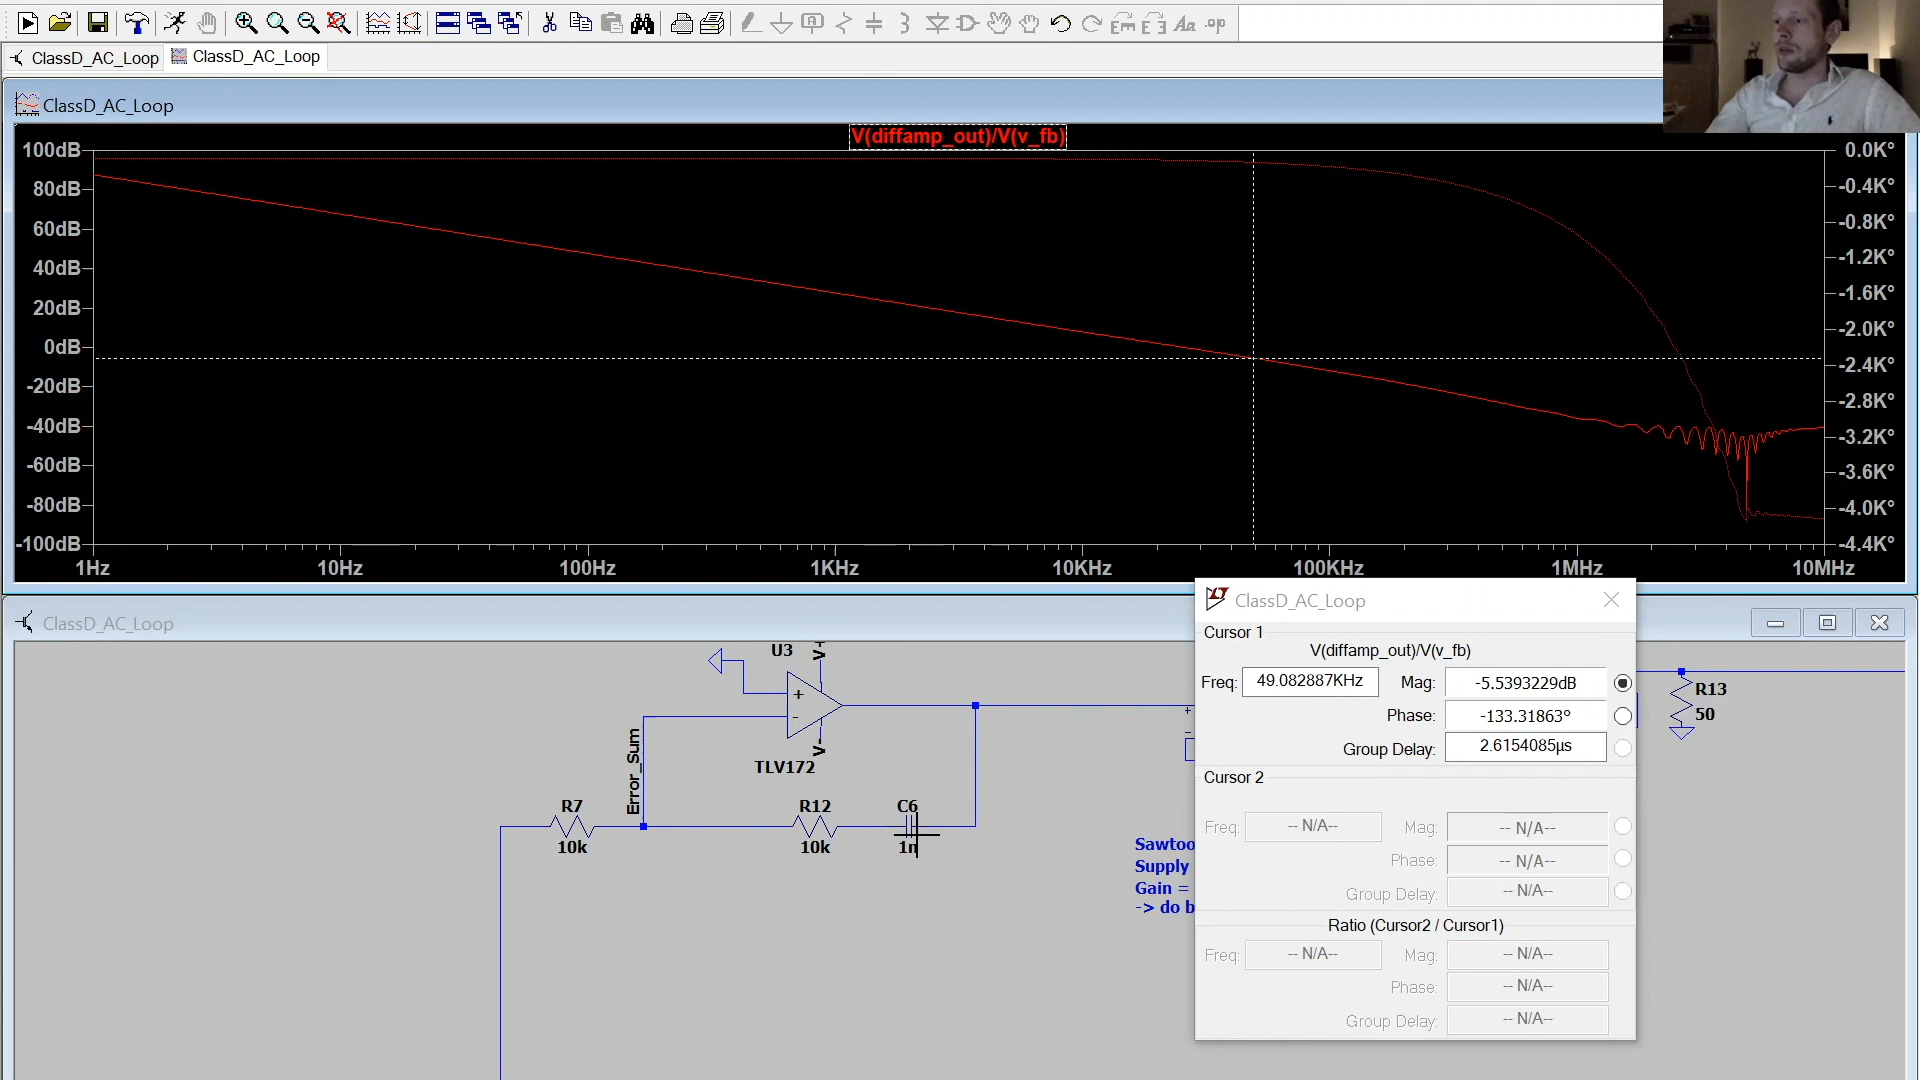 Aa .op
ClassD_AC_Loop ClassD_AC_Loop
ClassD_AC_Loop
V(diffamp_out)/V(v_fb)
100dB 0.0K°
80dB -0.4K°
60dB -0.8K°
40dB -1.2K°
20dB -1.6K°
0dB -2.0K°
-20dB -2.4K°
-40dB -2.8K°
-60dB -3.2K°
-80dB -3.6K°
-100dB -4.0K°
-4.4K°
1Hz 10Hz 100Hz 1KHz 10KHz 100KHz 1MHz 10MHz
ClassD_AC_Loop
U3
V+
+
-
V-
TLV172
Error_Sum
R7
10k
R12
10k
C6
1n
+
-
Sawtoo
Supply
Gain =
-> do b
R13
50
ClassD_AC_Loop
Cursor 1
V(diffamp_out)/V(v_fb)
Freq: 49.082887KHz Mag: -5.5393229dB
Phase: -133.31863°
Group Delay: 2.6154085µs
Cursor 2
Freq: -- N/A-- Mag: -- N/A--
Phase: -- N/A--
Group Delay: -- N/A--
Ratio (Cursor2 / Cursor1)
Freq: -- N/A-- Mag: -- N/A--
Phase: -- N/A--
Group Delay: -- N/A--